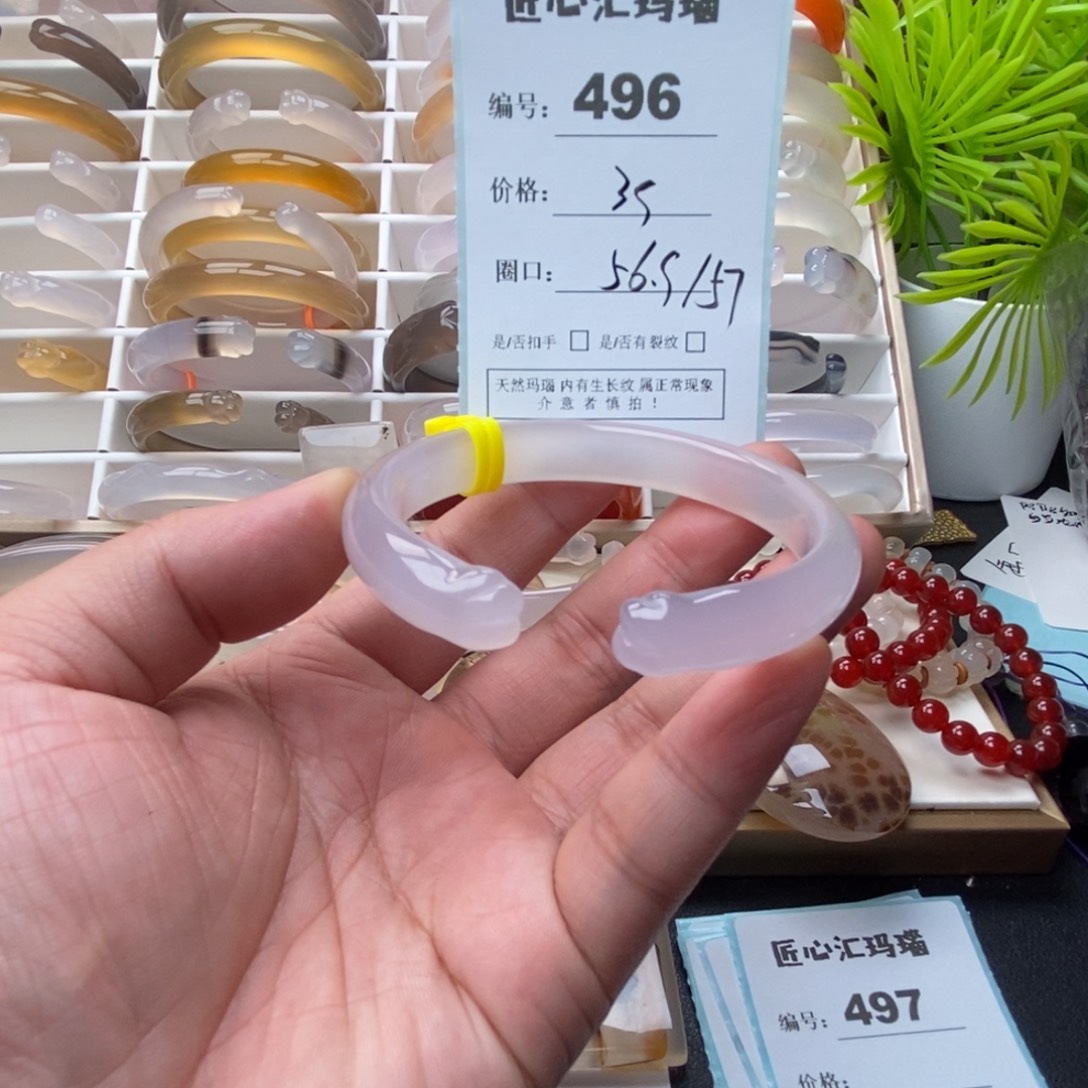 匠心汇玛瑙
编号: 496
价格: 35
圈口: 56.5/57
是/否扣手 □ 是/否有裂纹 □
天然玛瑙 内有生长纹 属正常现象
介意者慎拍!
匠心汇玛瑙
编号: 497
价格: